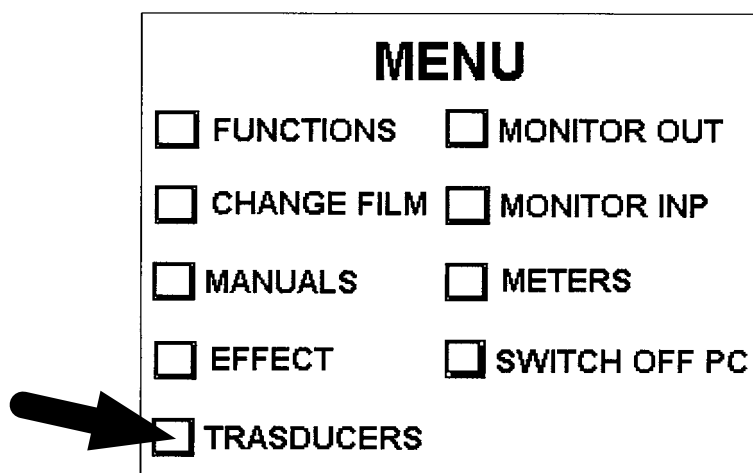 MENU
FUNCTIONS
MONITOR OUT
CHANGE FILM
MONITOR INP
MANUALS
METERS
EFFECT
SWITCH OFF PC
TRASDUCERS